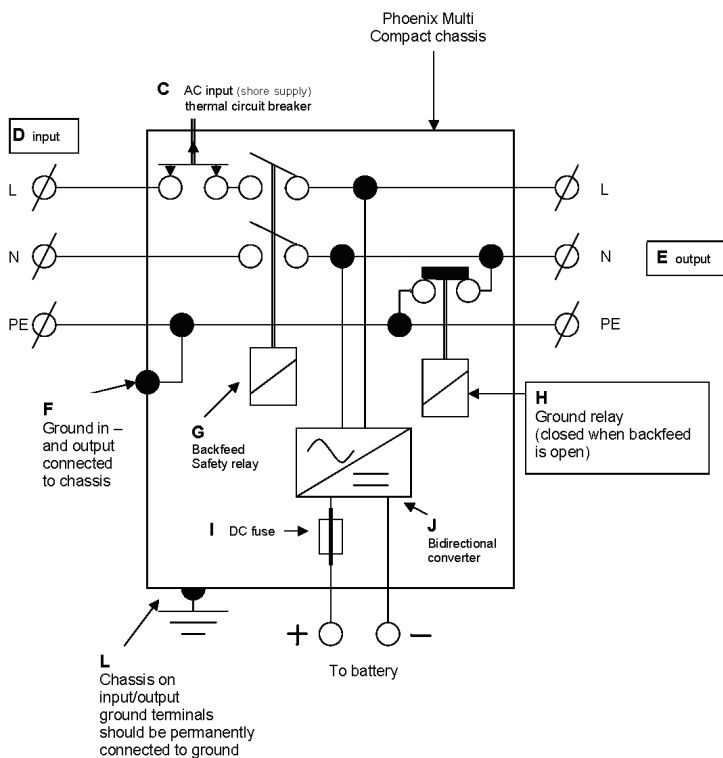 Phoenix Multi
Compact chassis
C AC input (shore supply)
thermal circuit breaker
D input
L
L
N
N
E output
PE
PE
F
Ground in –
and output
connected
to chassis
G
Backfeed
Safety relay
H
Ground relay
(closed when backfeed
is open)
I DC fuse
J
Bidirectional
converter
+
–
To battery
L
Chassis on
input/output
ground terminals
should be permanently
connected to ground